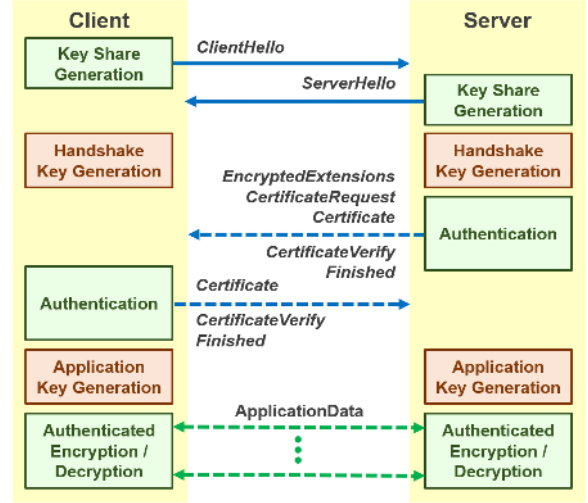 Client
Server
Key Share
Generation
ClientHello
ServerHello
Key Share
Generation
Handshake
Key Generation
Handshake
Key Generation
EncryptedExtensions
CertificateRequest
Certificate
Authentication
CertificateVerify
Finished
Authentication
Certificate
CertificateVerify
Finished
Application
Key Generation
Application
Key Generation
Authenticated
Encryption /
Decryption
ApplicationData
Authenticated
Encryption /
Decryption